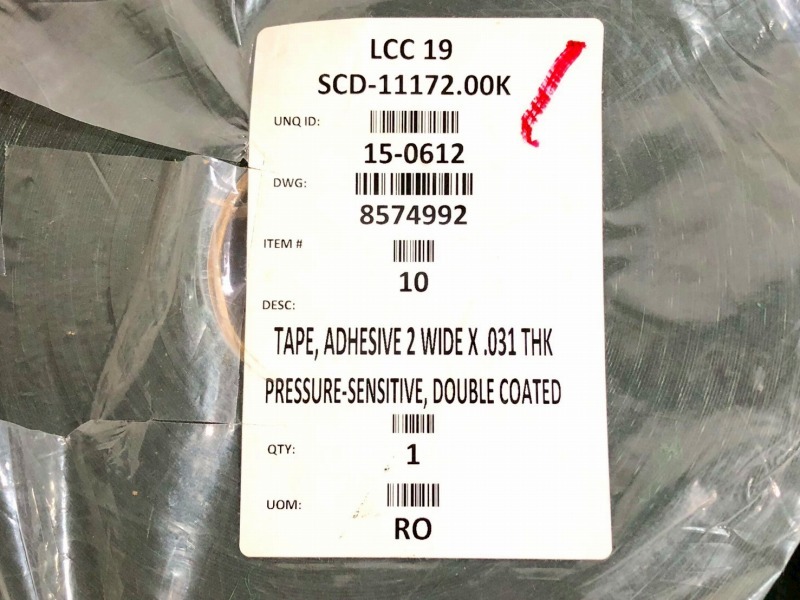 LCC 19
SCD-11172.00K
UNQ ID:
15-0612
DWG:
8574992
ITEM #
10
DESC:
TAPE, ADHESIVE 2 WIDE X .031 THK
PRESSURE-SENSITIVE, DOUBLE COATED
QTY:
1
UOM:
RO